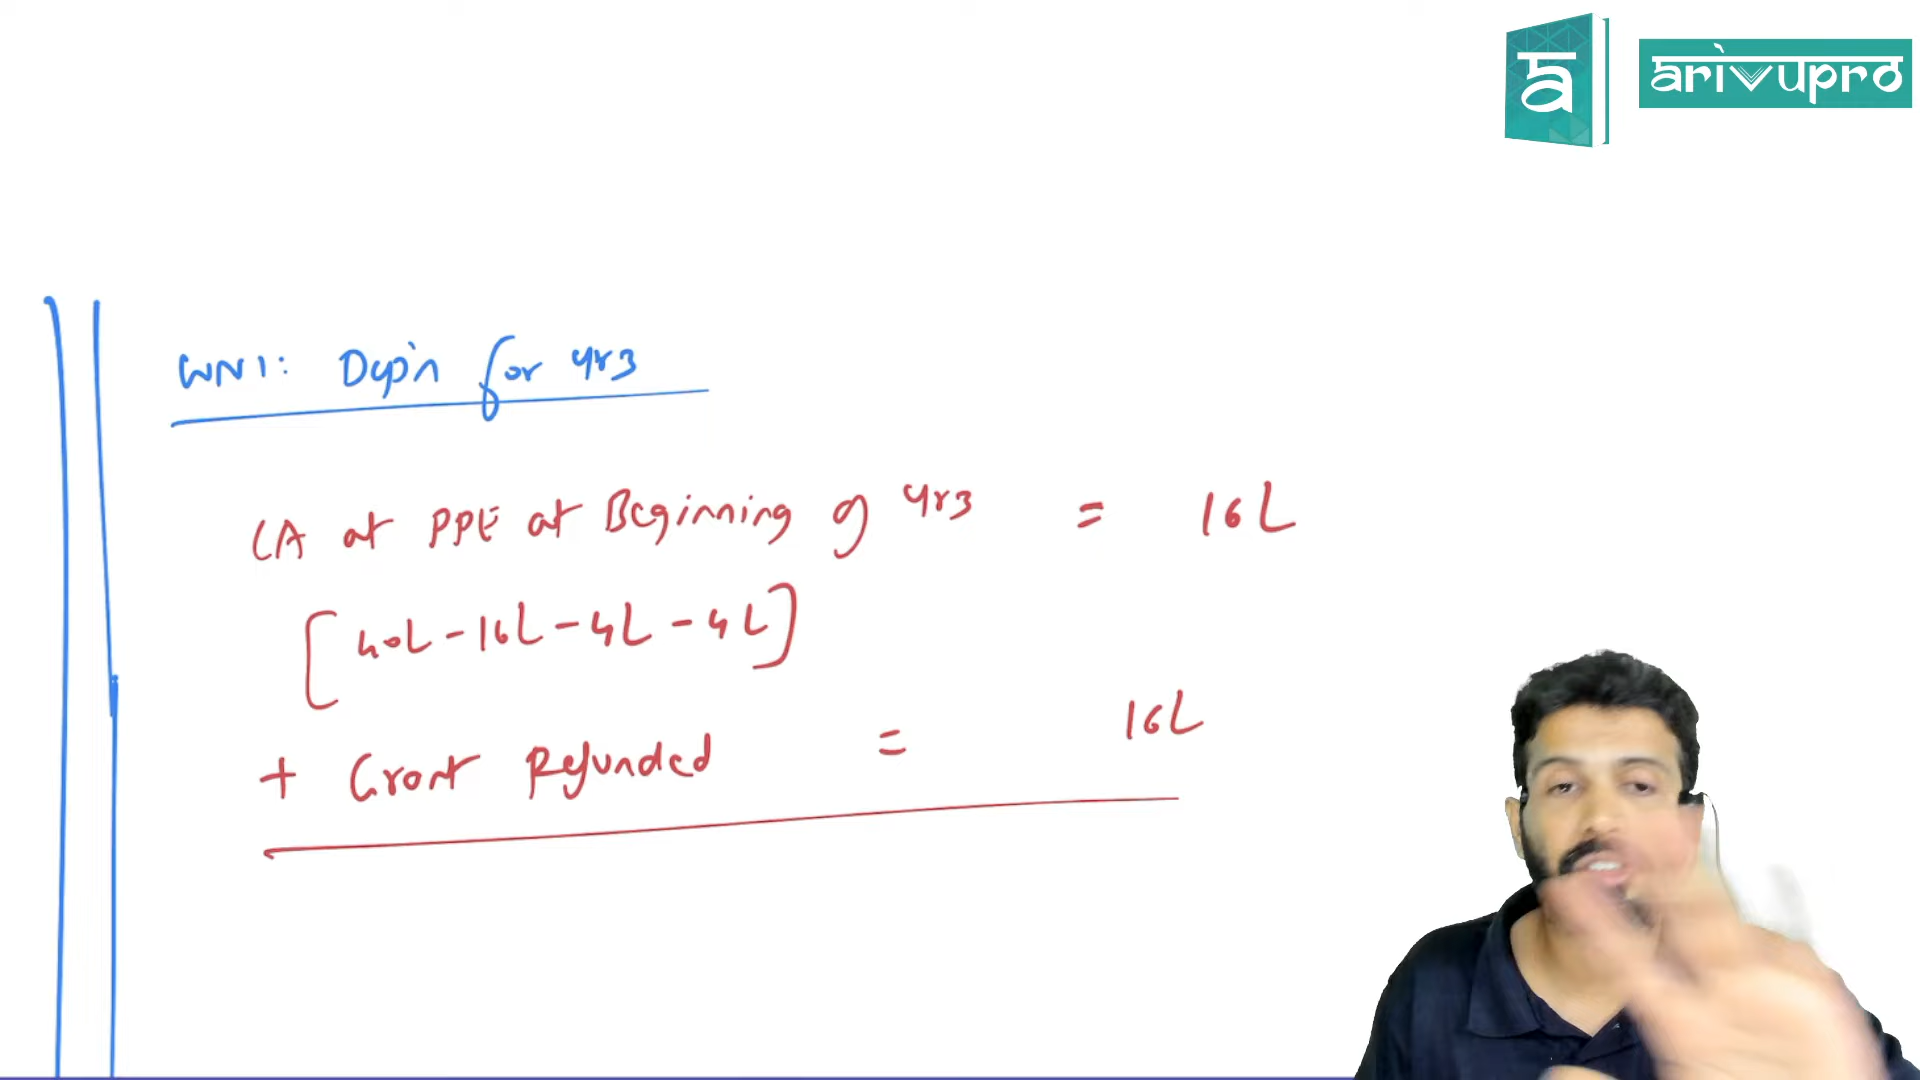 a arivupro
WN1: Dep'n for yr3
CA at PPE at Beginning of yr3 = 16L
[40L - 16L - 4L - 4L]
+ Grant Refunded = 16L